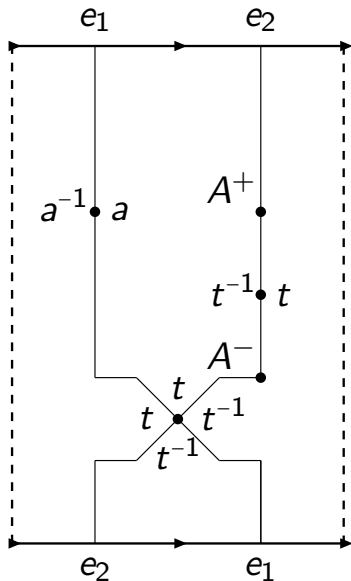 e₁ e₂
a⁻¹ a A⁺
t⁻¹ t
A⁻
t
t t⁻¹
t⁻¹
e₂ e₁